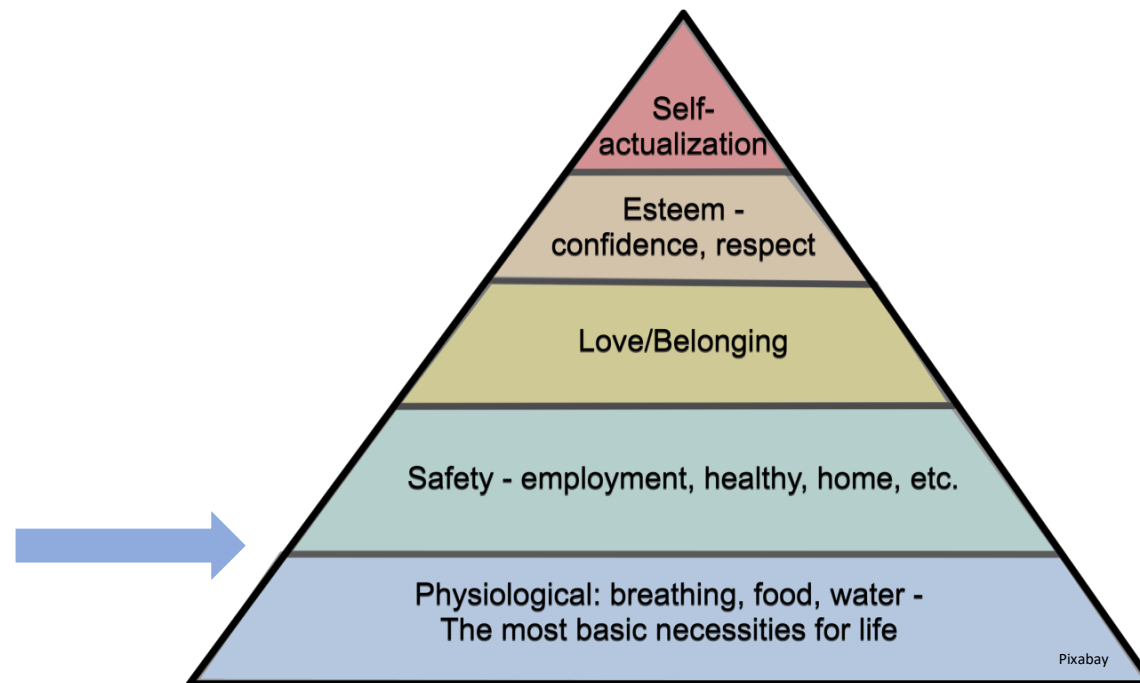 Self-
actualization
Esteem -
confidence, respect
Love/Belonging
Safety - employment, healthy, home, etc.
Physiological: breathing, food, water -
The most basic necessities for life
Pixabay